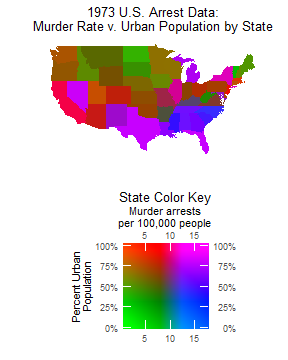 1973 U.S. Arrest Data:
Murder Rate v. Urban Population by State
State Color Key
Murder arrests
per 100,000 people
5 10 15
100% 100%
75% 75%
50% 50%
25% 25%
0% 0%
Percent Urban
Population
5 10 15